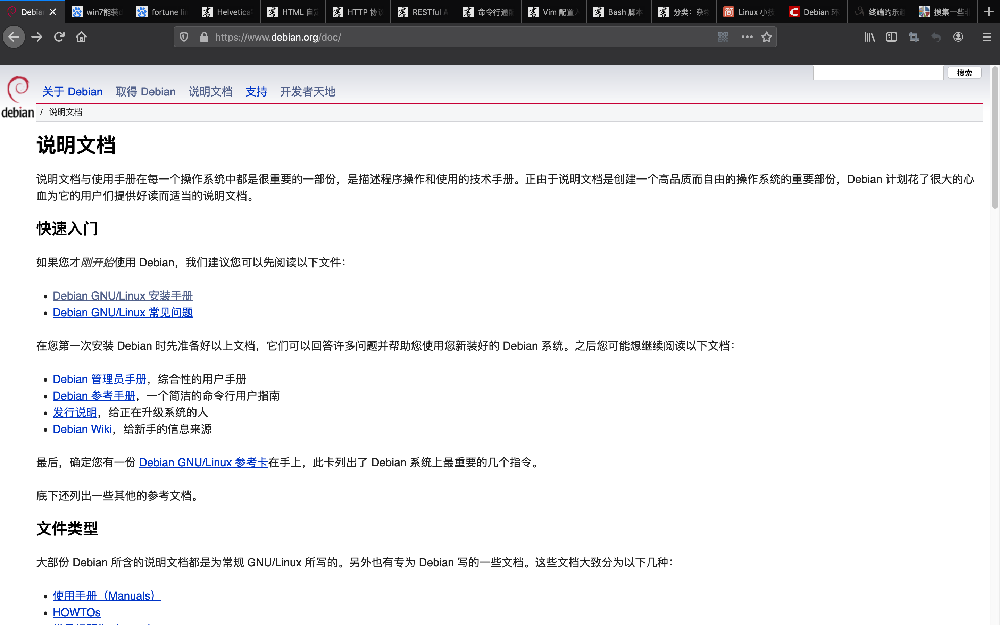 Debian
win7能装d
fortune lin
Helvetica
HTML 自定
HTTP 协议
RESTful A
命令行通配
Vim 配置入
Bash 脚本
分类：杂物
Linux 小技
Debian 环
终端的乐趣
搜集一些非
https://www.debian.org/doc/
搜索
debian
关于 Debian 取得 Debian 说明文档 支持 开发者天地
/ 说明文档
说明文档
说明文档与使用手册在每一个操作系统中都是很重要的一部份，是描述程序操作和使用的技术手册。正由于说明文档是创建一个高品质而自由的操作系统的重要部份，Debian 计划花了很大的心
血为它的用户们提供好读而适当的说明文档。
快速入门
如果您才刚开始使用 Debian，我们建议您可以先阅读以下文件：
Debian GNU/Linux 安装手册
Debian GNU/Linux 常见问题
在您第一次安装 Debian 时先准备好以上文档，它们可以回答许多问题并帮助您使用您新装好的 Debian 系统。之后您可能想继续阅读以下文档：
Debian 管理员手册，综合性的用户手册
Debian 参考手册，一个简洁的命令行用户指南
发行说明，给正在升级系统的人
Debian Wiki，给新手的信息来源
最后，确定您有一份 Debian GNU/Linux 参考卡在手上，此卡列出了 Debian 系统上最重要的几个指令。
底下还列出一些其他的参考文档。
文件类型
大部份 Debian 所含的说明文档都是为常规 GNU/Linux 所写的。另外也有专为 Debian 写的一些文档。这些文档大致分为以下几种：
使用手册（Manuals）
HOWTOs